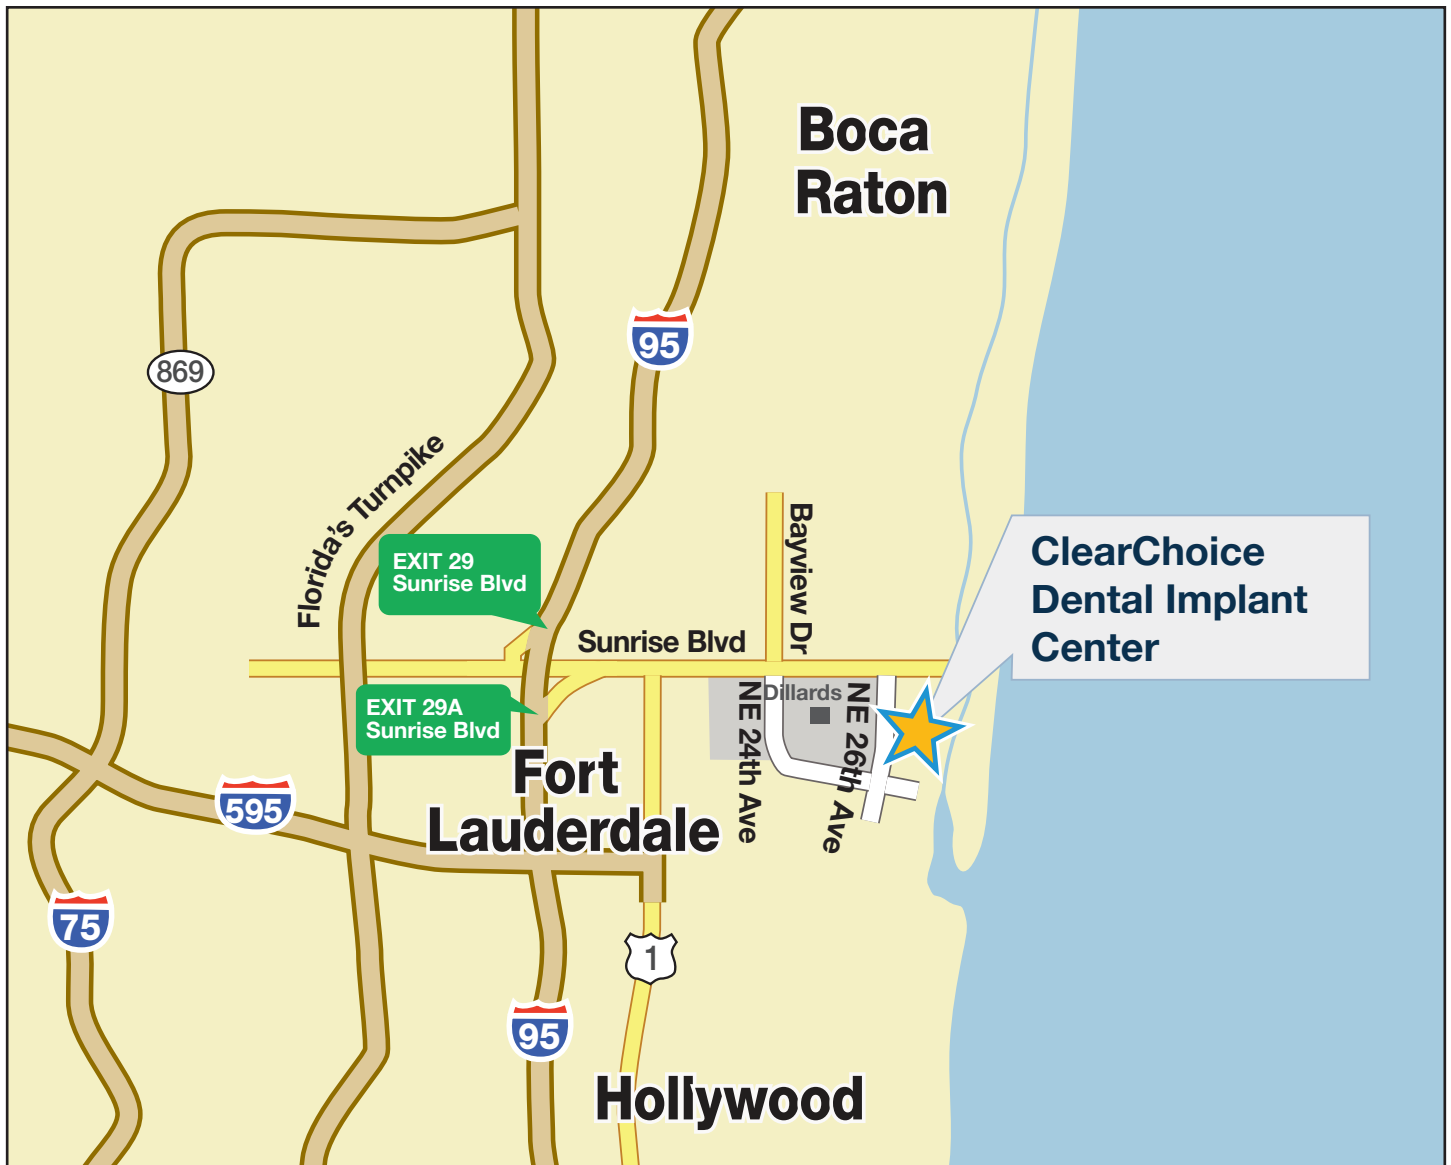 Boca
Raton
95
869
Florida's Turnpike
EXIT 29
Sunrise Blvd
Bayview Dr
ClearChoice
Dental Implant
Center
Sunrise Blvd
EXIT 29A
Sunrise Blvd
Dillards
NE 24th Ave
NE 26th Ave
Fort
Lauderdale
595
75
1
95
Hollywood